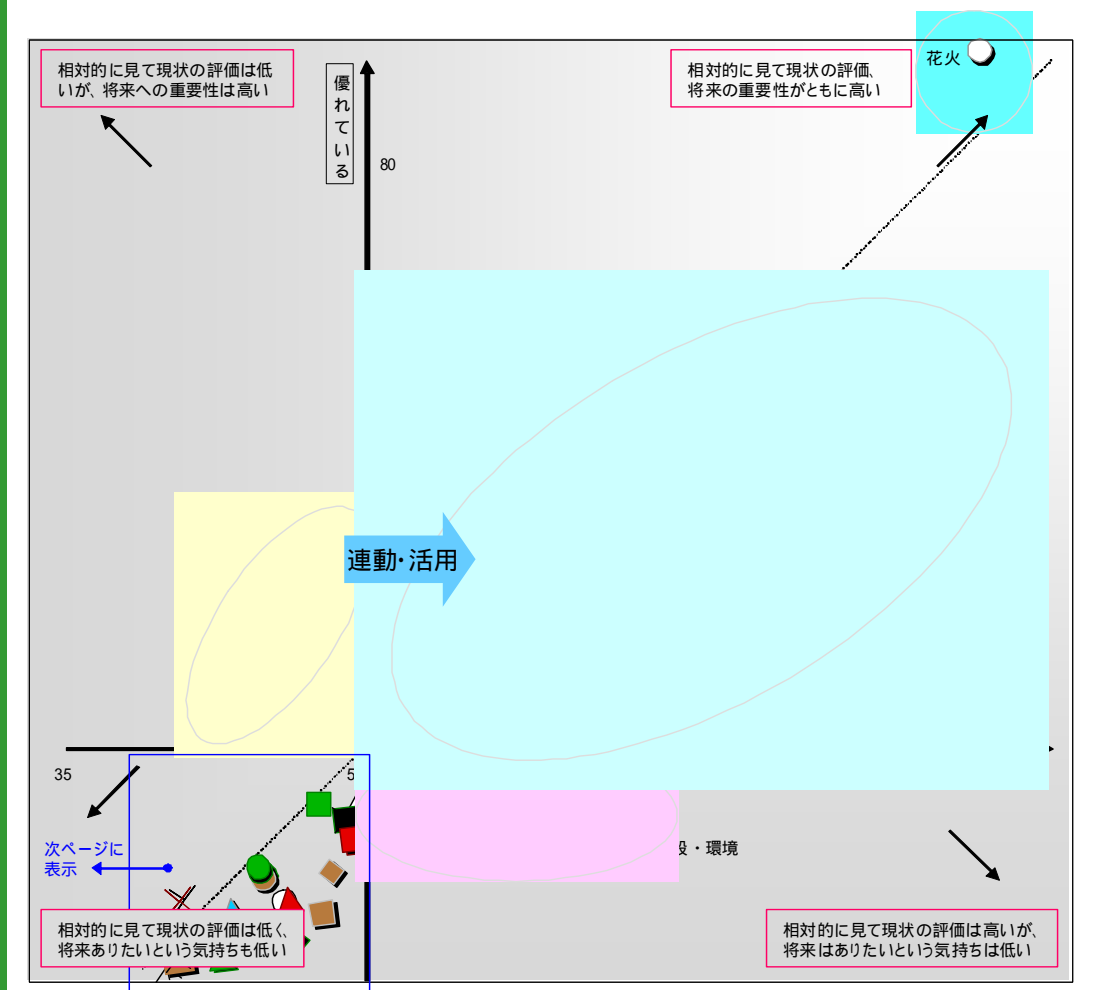 相対的に見て現状の評価は低
いが、将来への重要性は高い
優れている
80
相対的に見て現状の評価、
将来の重要性がともに高い
花火
連動・活用
35
5
次ページに
表示
・環境
相対的に見て現状の評価は低く、
将来ありたいという気持ちも低い
相対的に見て現状の評価は高いが、
将来はありたいという気持ちは低い